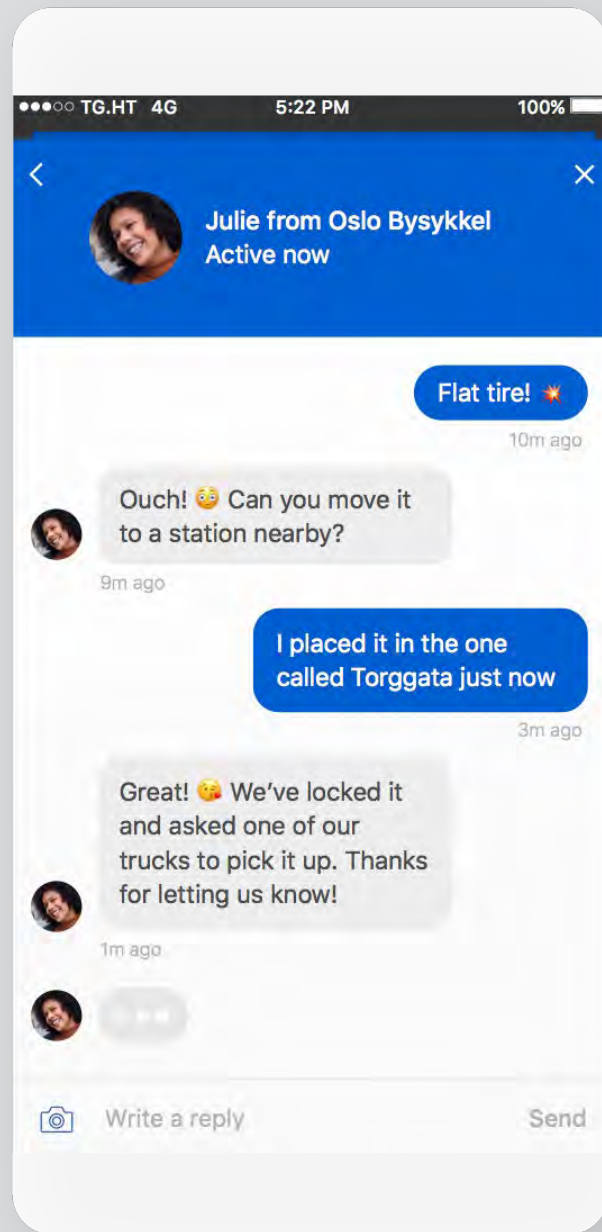 ●●●○○ TG.HT 4G 5:22 PM 100%
Julie from Oslo Bysykkel
Active now
Flat tire! 💥
10m ago
Ouch! 😳 Can you move it
to a station nearby?
9m ago
I placed it in the one
called Torggata just now
3m ago
Great! 😘 We’ve locked it
and asked one of our
trucks to pick it up. Thanks
for letting us know!
1m ago
Write a reply Send